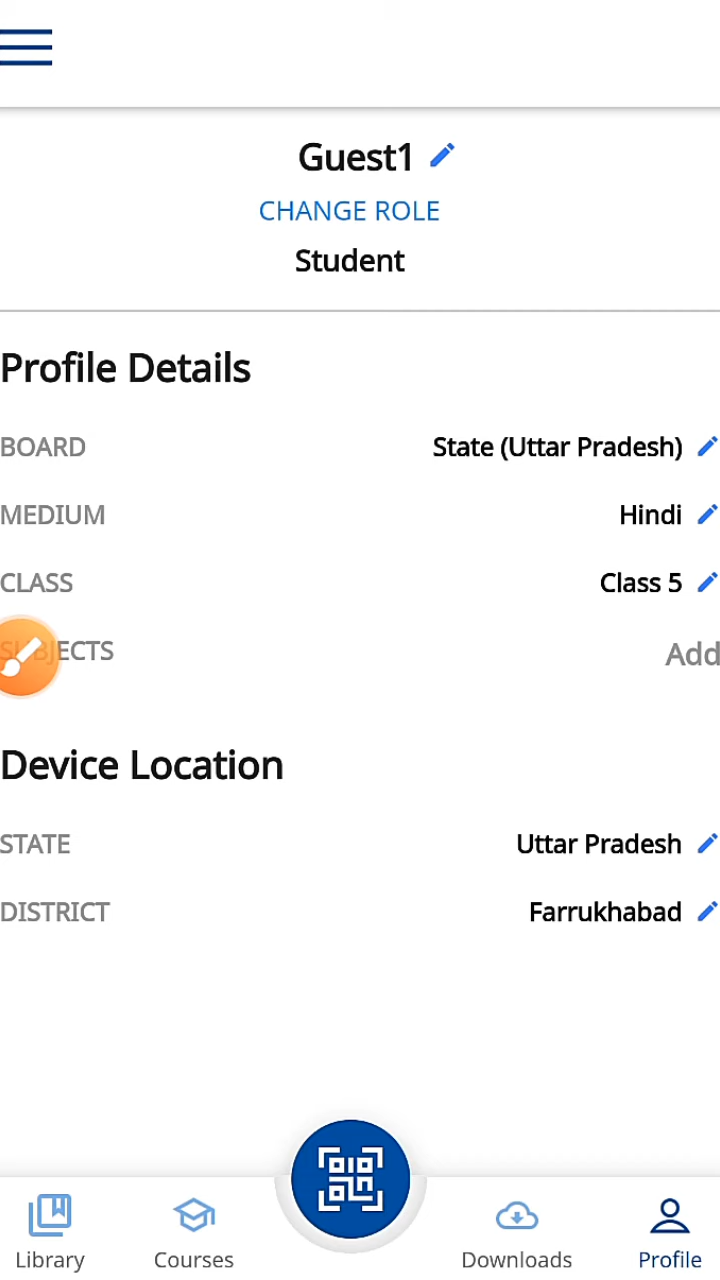 Guest1
CHANGE ROLE
Student
Profile Details
BOARD State (Uttar Pradesh)
MEDIUM Hindi
CLASS Class 5
SUBJECTS Add
Device Location
STATE Uttar Pradesh
DISTRICT Farrukhabad
Library Courses Downloads Profile